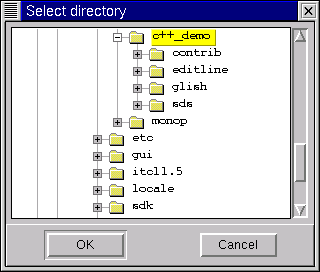 Select directory
c++_demo
contrib
editline
glish
sds
monop
etc
gui
itcl1.5
locale
sdk
OK
Cancel